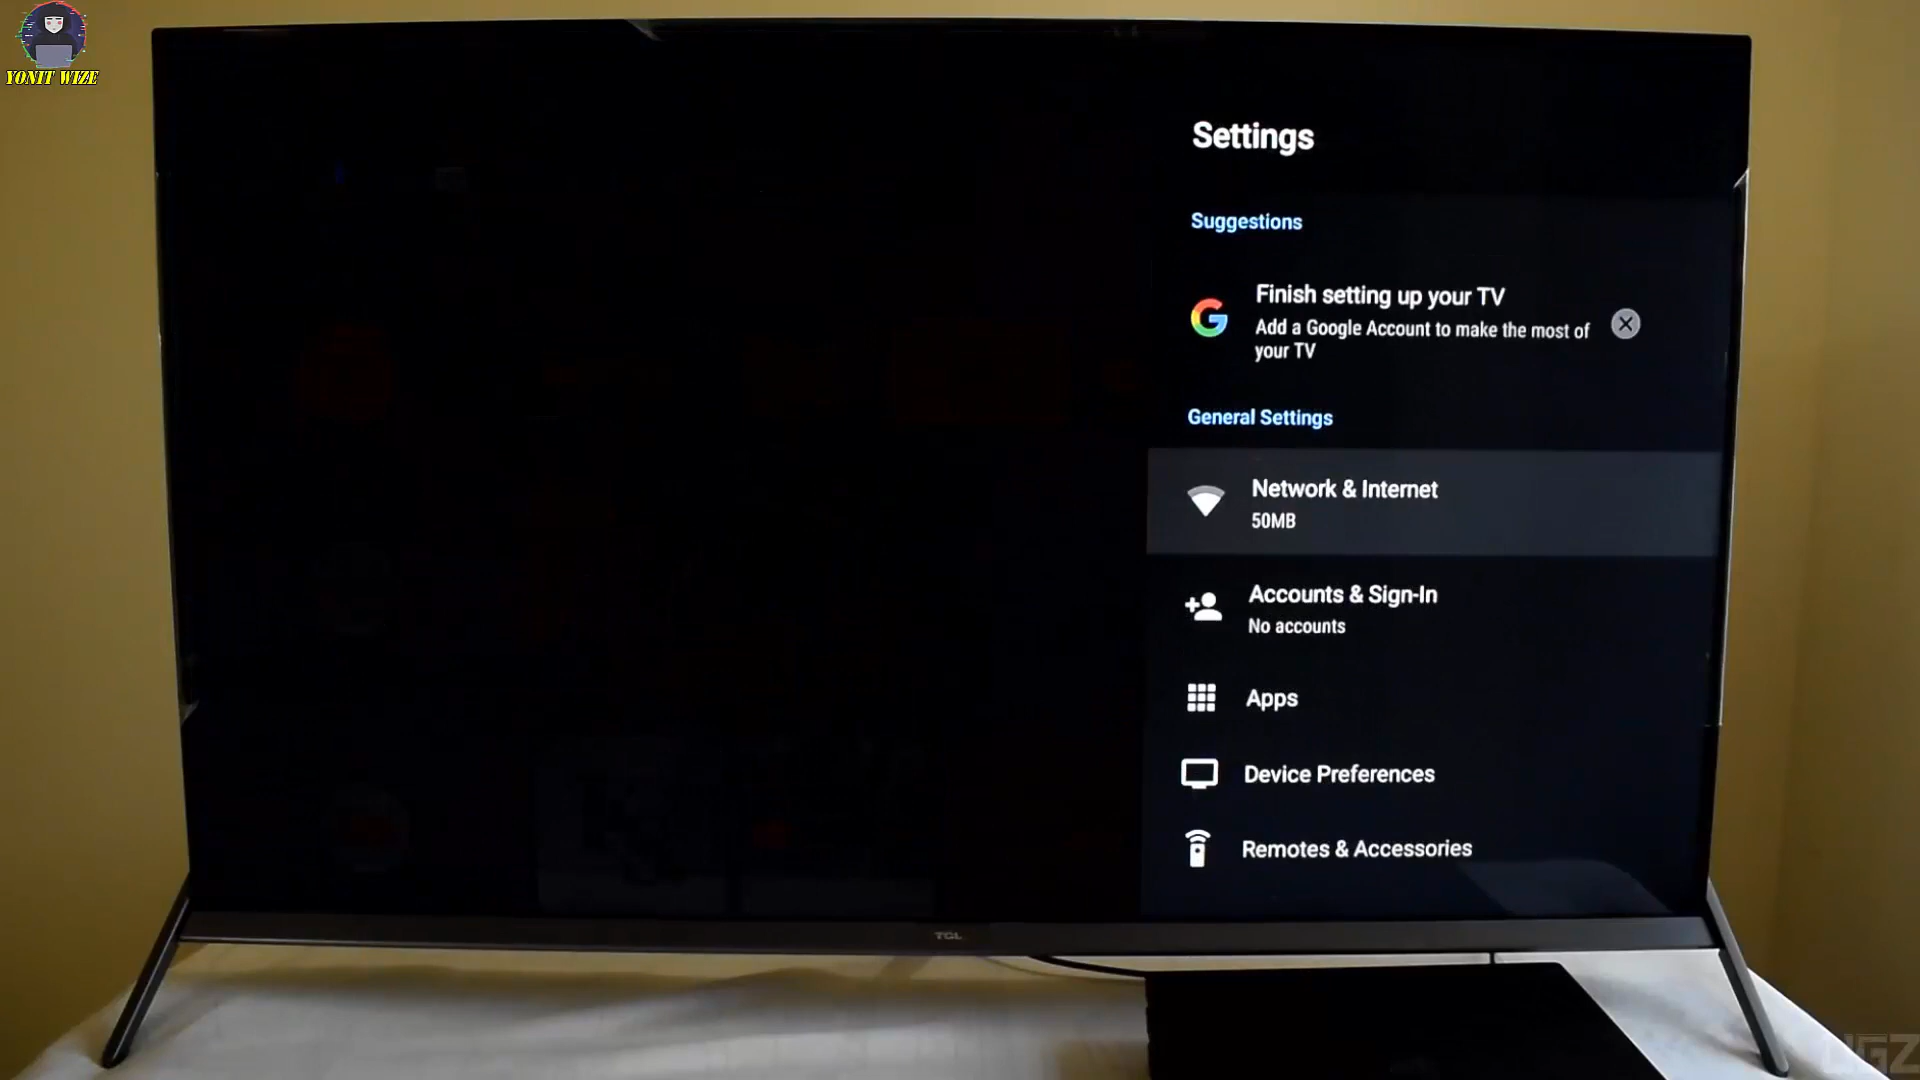 YONIT WIZE
Settings
Suggestions
Finish setting up your TV
Add a Google Account to make the most of
your TV
General Settings
Network & Internet
50MB
Accounts & Sign-In
No accounts
Apps
Device Preferences
Remotes & Accessories
TCL